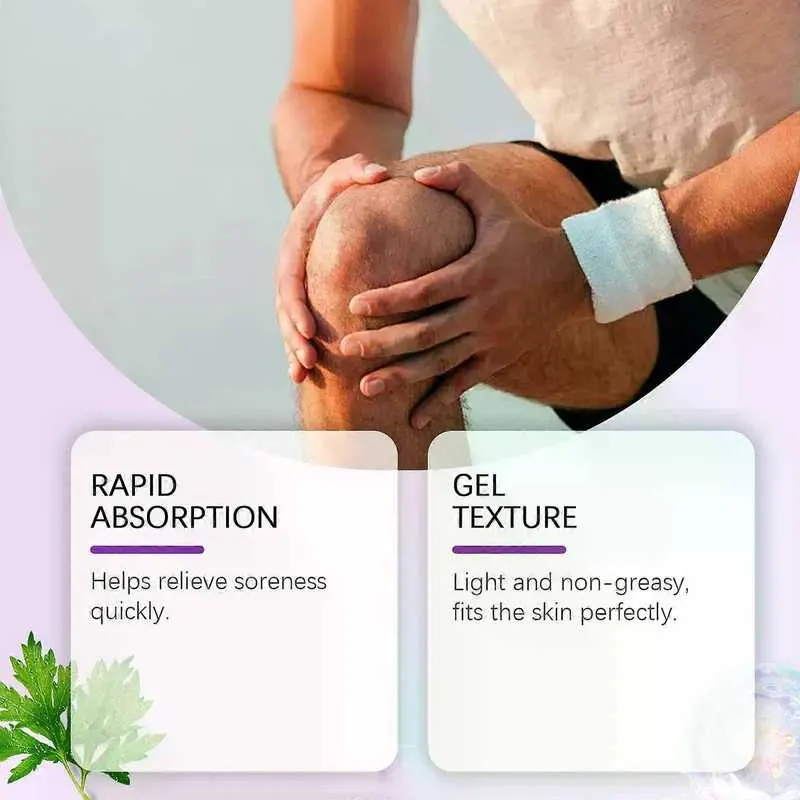 RAPID
ABSORPTION
Helps relieve soreness
quickly.
GEL
TEXTURE
Light and non-greasy,
fits the skin perfectly.